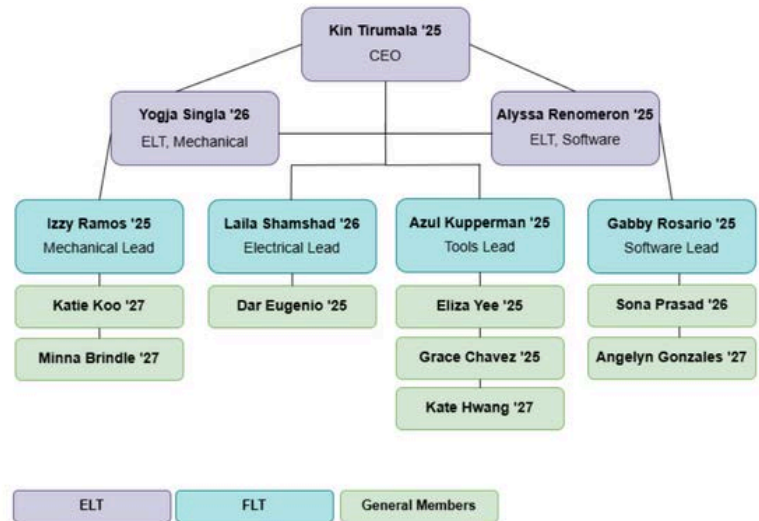 Kin Tirumala '25
CEO
Yogja Singla '26
ELT, Mechanical
Alyssa Renomeron '25
ELT, Software
Izzy Ramos '25
Mechanical Lead
Laila Shamshad '26
Electrical Lead
Azul Kupperman '25
Tools Lead
Gabby Rosario '25
Software Lead
Katie Koo '27
Dar Eugenio '25
Eliza Yee '25
Sona Prasad '26
Minna Brindle '27
Grace Chavez '25
Angelyn Gonzales '27
Kate Hwang '27
ELT
FLT
General Members